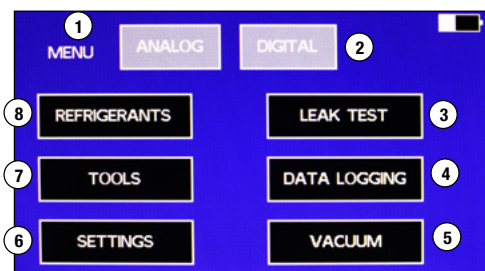 1
MENU ANALOG DIGITAL 2
8 REFRIGERANTS LEAK TEST 3
7 TOOLS DATA LOGGING 4
6 SETTINGS VACUUM 5